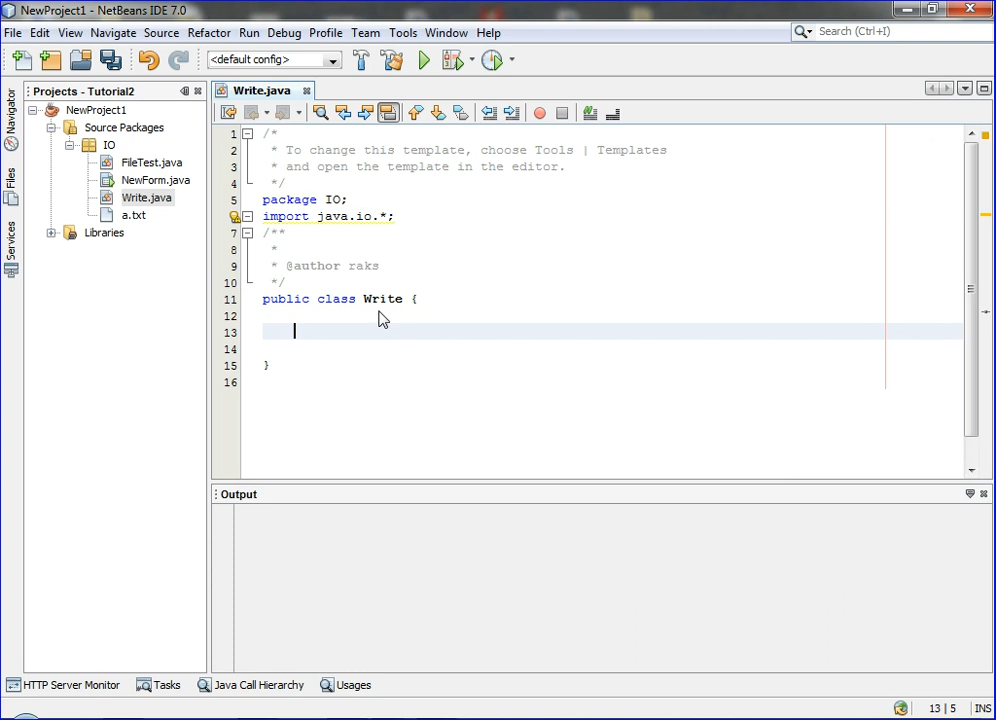 NewProject1 - NetBeans IDE 7.0
File Edit View Navigate Source Refactor Run Debug Profile Team Tools Window Help
Search (Ctrl+I)
<default config>
Projects - Tutorial2
Write.java
Navigator
Files
Services
NewProject1
Source Packages
IO
FileTest.java
NewForm.java
Write.java
a.txt
Libraries
1 /*
2 * To change this template, choose Tools | Templates
3 * and open the template in the editor.
4 */
5 package IO;
import java.io.*;
7 /**
8 *
9 * @author raks
10 */
11 public class Write {
12
13
14
15 }
16
Output
HTTP Server Monitor Tasks Java Call Hierarchy Usages
13 | 5 INS